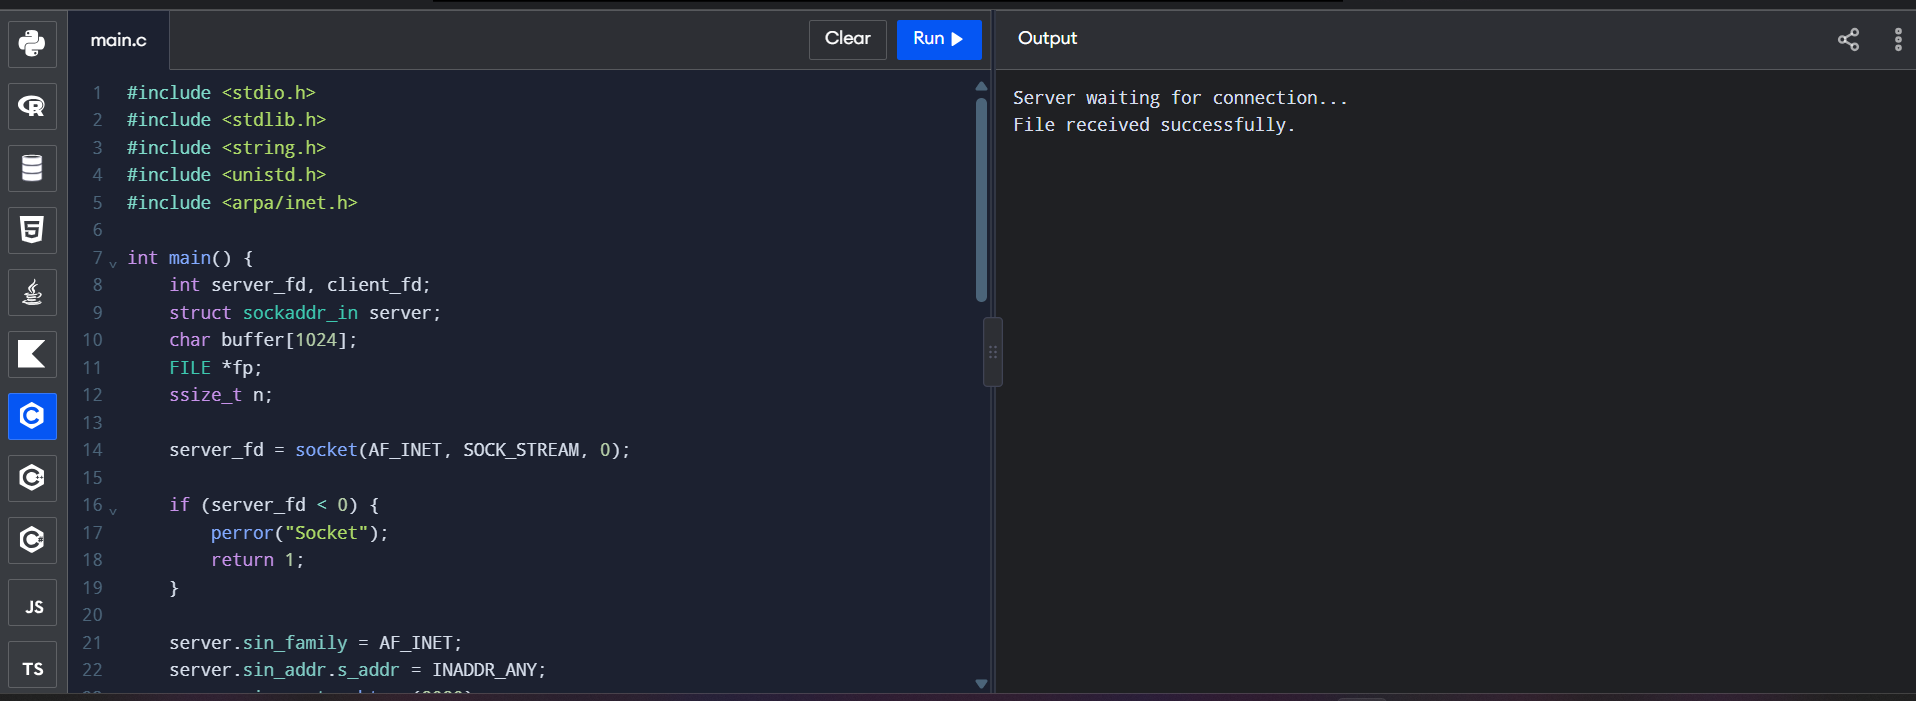 main.c
Clear
Run
Output
1 #include <stdio.h>
2 #include <stdlib.h>
3 #include <string.h>
4 #include <unistd.h>
5 #include <arpa/inet.h>
6
7 int main() {
8     int server_fd, client_fd;
9     struct sockaddr_in server;
10     char buffer[1024];
11     FILE *fp;
12     ssize_t n;
13
14     server_fd = socket(AF_INET, SOCK_STREAM, 0);
15
16     if (server_fd < 0) {
17         perror("Socket");
18         return 1;
19     }
20
21     server.sin_family = AF_INET;
22     server.sin_addr.s_addr = INADDR_ANY;
Server waiting for connection...
File received successfully.
JS
TS